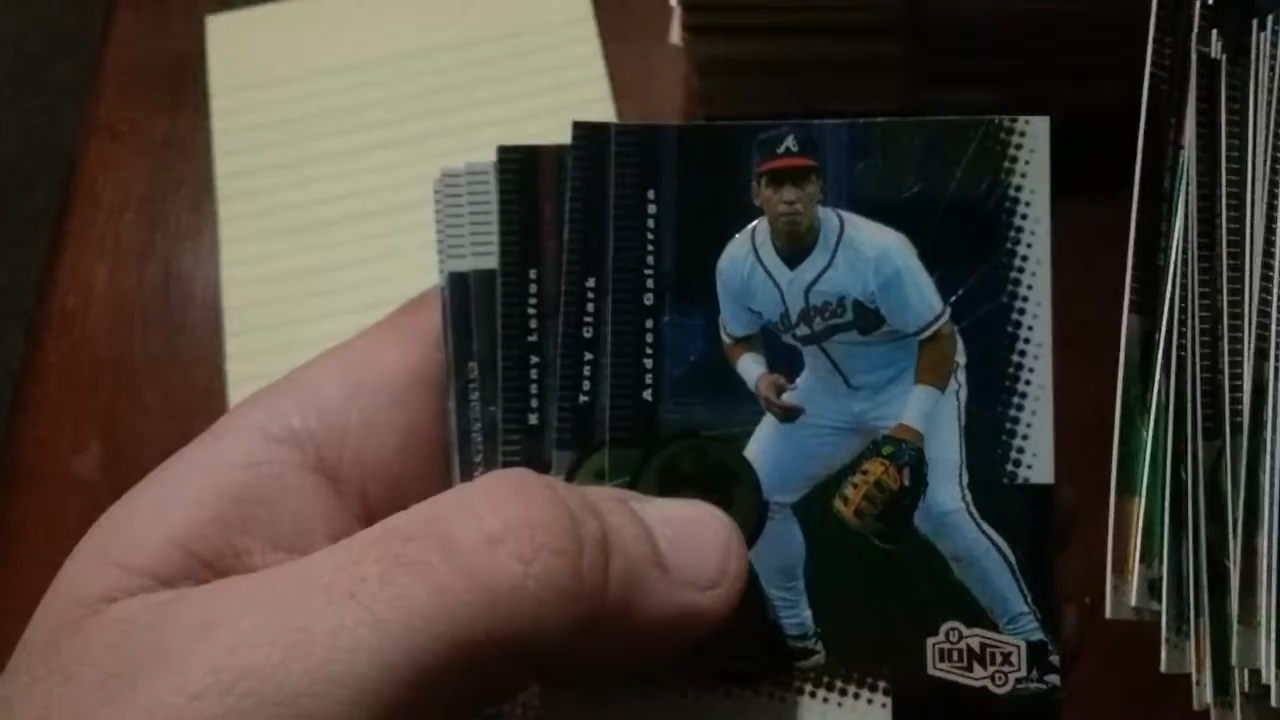 Kenny Lofton
Tony Clark
Andres Galarraga
A
UD
IONIX